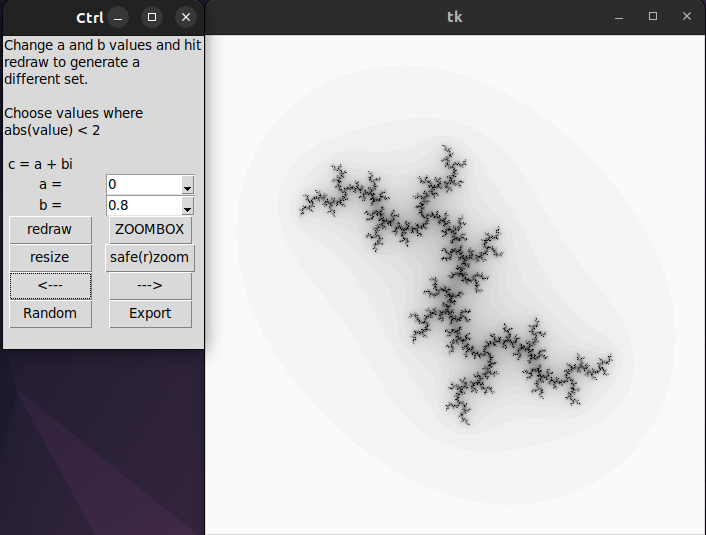 Ctrl
tk
Change a and b values and hit
redraw to generate a
different set.
Choose values where
abs(value) < 2
c = a + bi
a = 0
b = 0.8
redraw ZOOMBOX
resize safe(r)zoom
<--- --->
Random Export